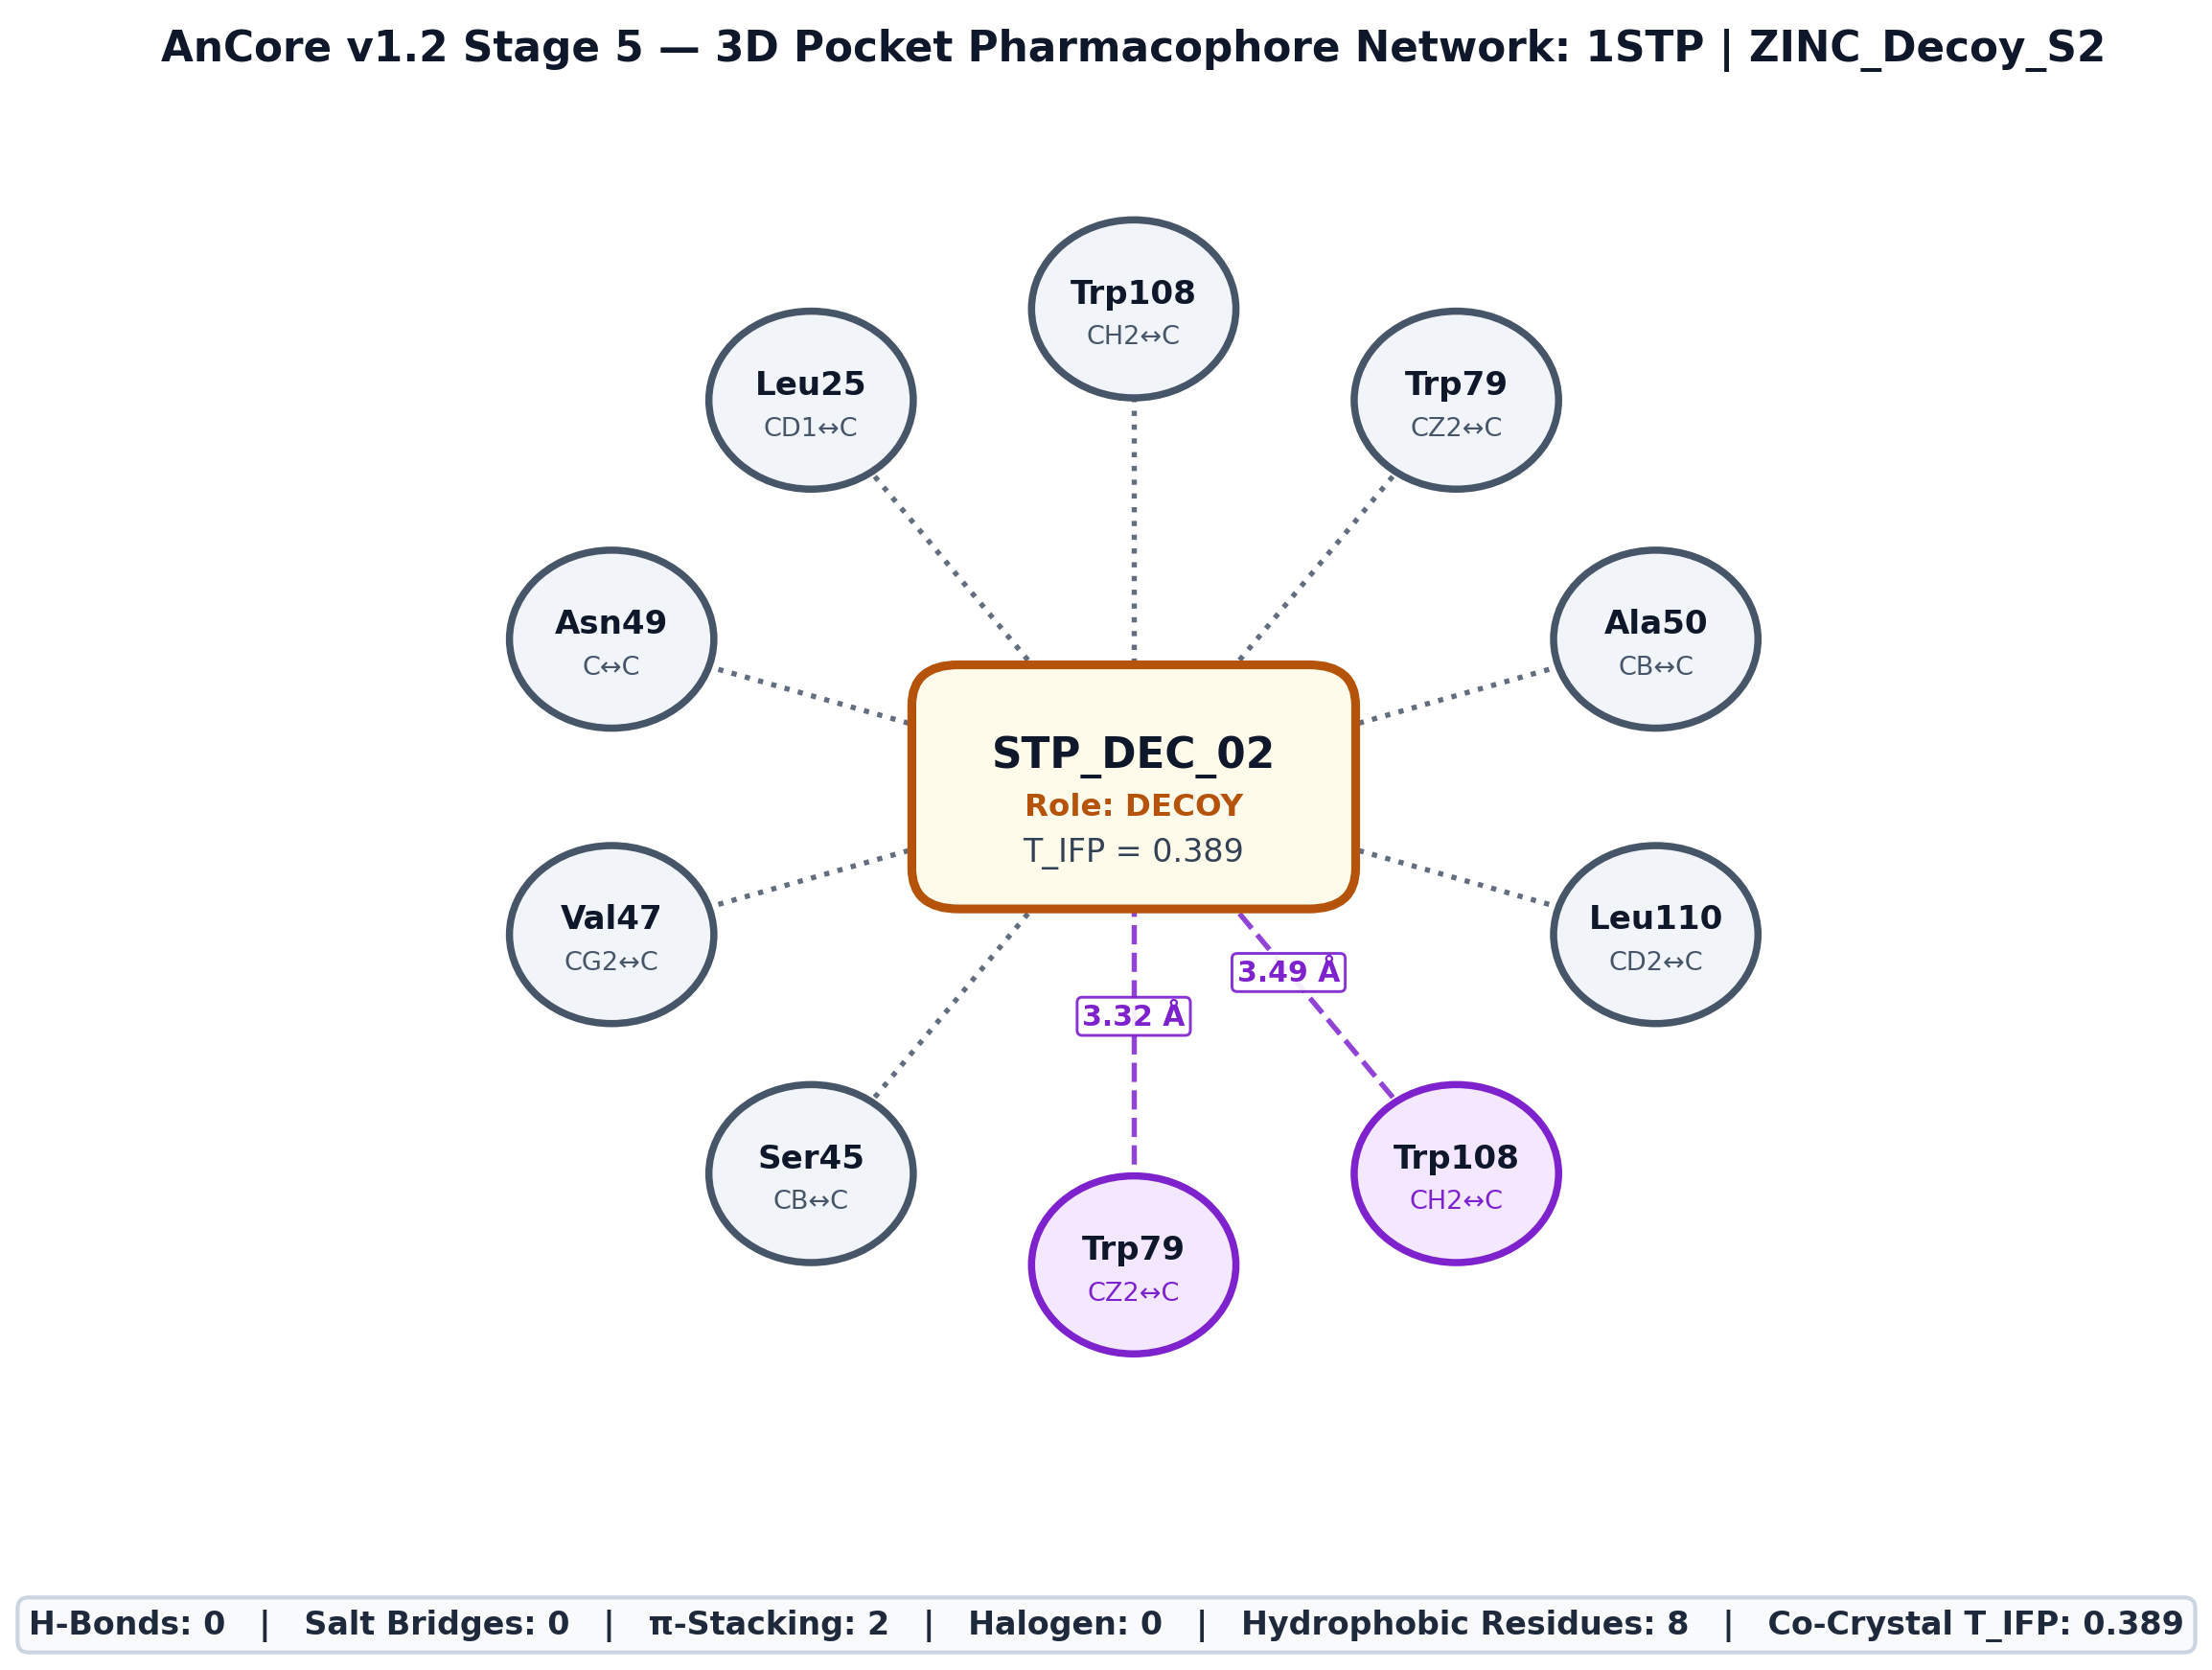 AnCore v1.2 Stage 5 — 3D Pocket Pharmacophore Network: 1STP | ZINC_Decoy_S2
Trp108
CH2↔C
Leu25
CD1↔C
Trp79
CZ2↔C
Asn49
C↔C
Ala50
CB↔C
STP_DEC_02
Role: DECOY
T_IFP = 0.389
Val47
CG2↔C
Leu110
CD2↔C
3.49 Å
3.32 Å
Ser45
CB↔C
Trp108
CH2↔C
Trp79
CZ2↔C
H-Bonds: 0 | Salt Bridges: 0 | π-Stacking: 2 | Halogen: 0 | Hydrophobic Residues: 8 | Co-Crystal T_IFP: 0.389